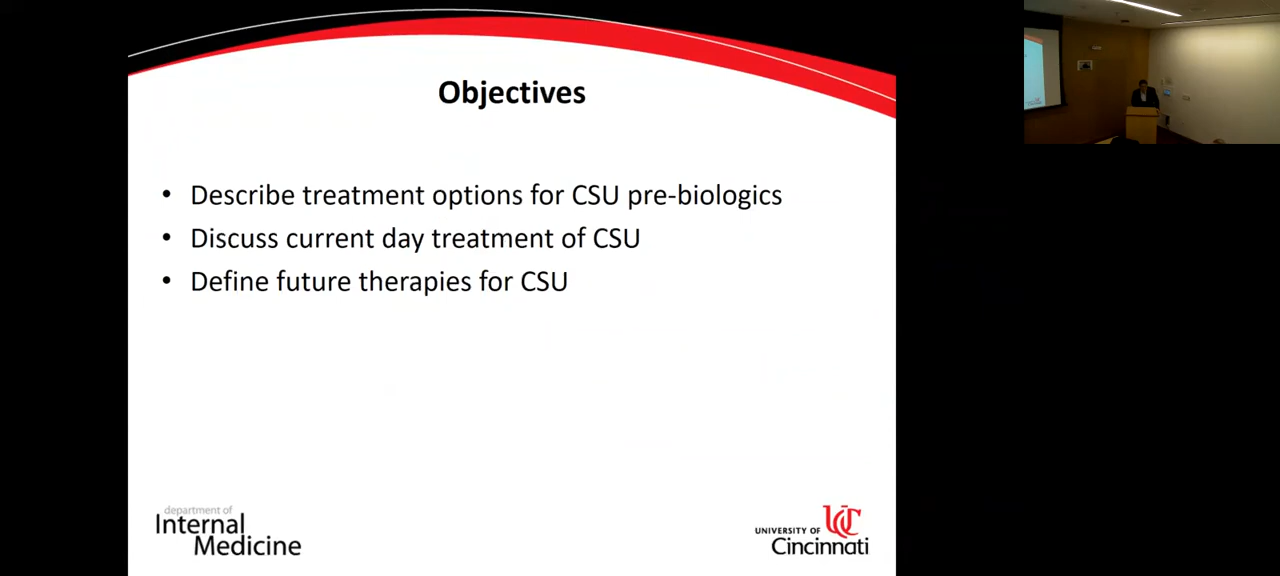 Objectives
• Describe treatment options for CSU pre-biologics
• Discuss current day treatment of CSU
• Define future therapies for CSU
department of
Internal
Medicine
UNIVERSITY OF
UC
Cincinnati